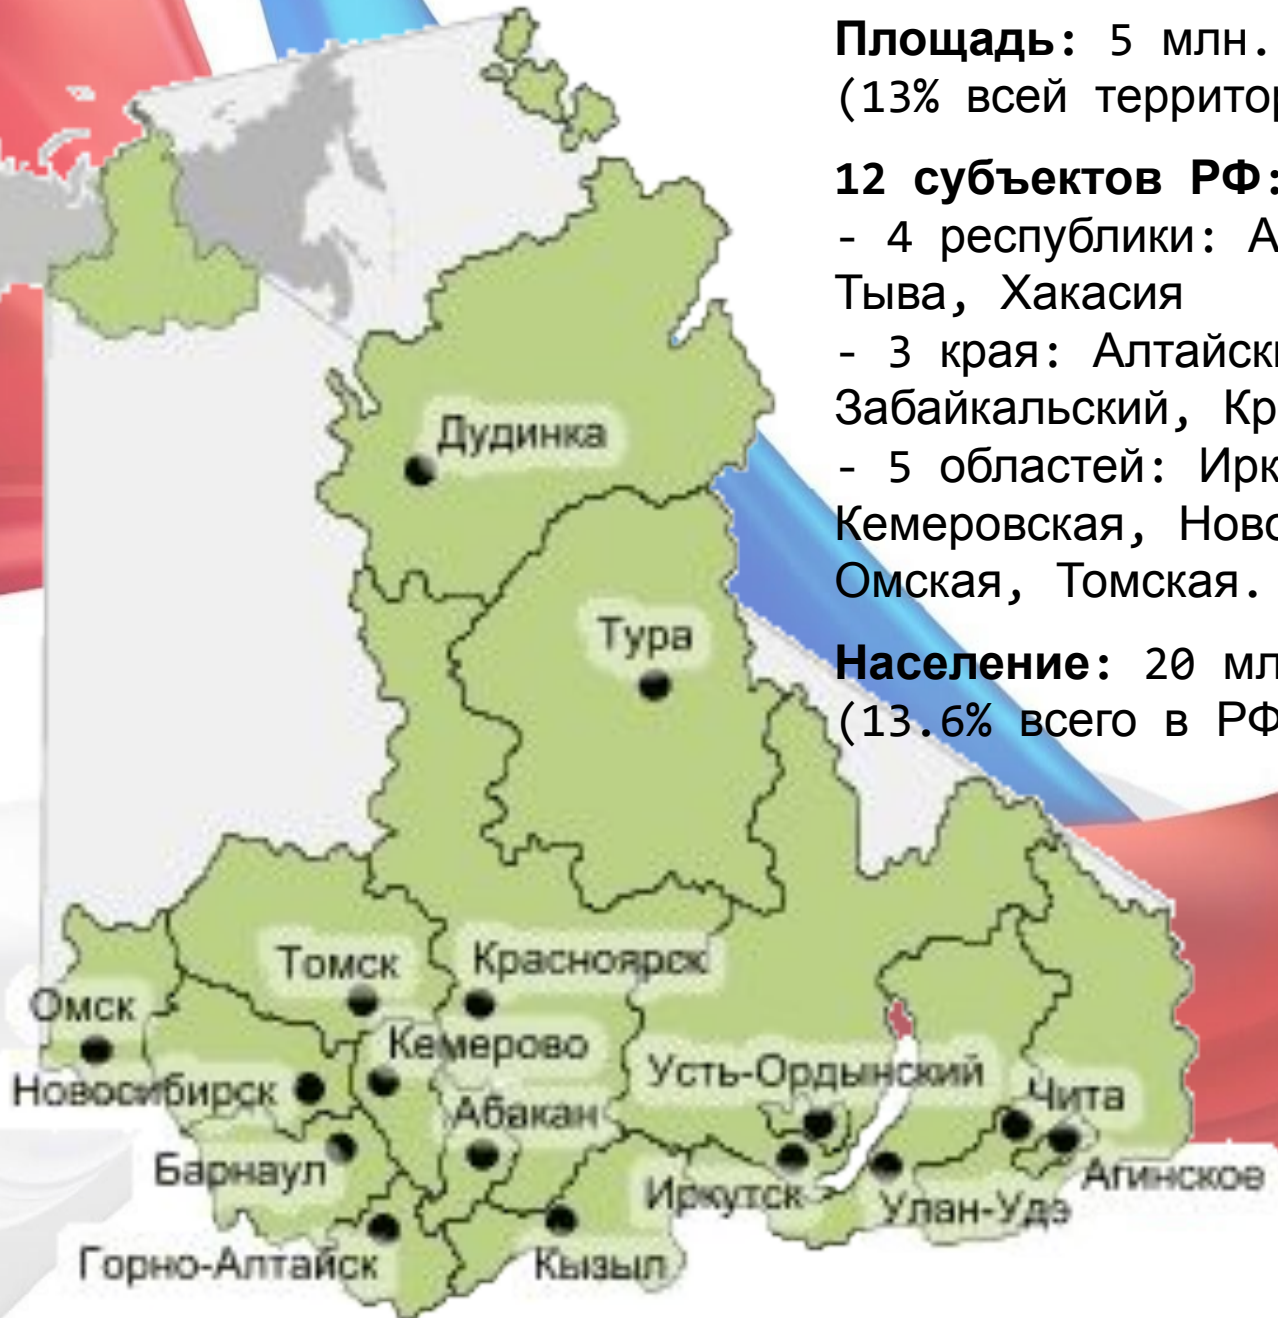 Площадь: 5 млн.
(13% всей территор
12 субъектов РФ:
- 4 республики: А
Тыва, Хакасия
- 3 края: Алтайск
Забайкальский, Кр
- 5 областей: Ирк
Кемеровская, Ново
Омская, Томская.
Население: 20 мл
(13.6% всего в РФ
Дудинка
Тура
Томск
Красноярск
Омск
Кемерово
Новосибирск
Усть-Ордынский
Абакан
Чита
Барнаул
Агинское
Иркутск
Улан-Удэ
Горно-Алтайск
Кызыл